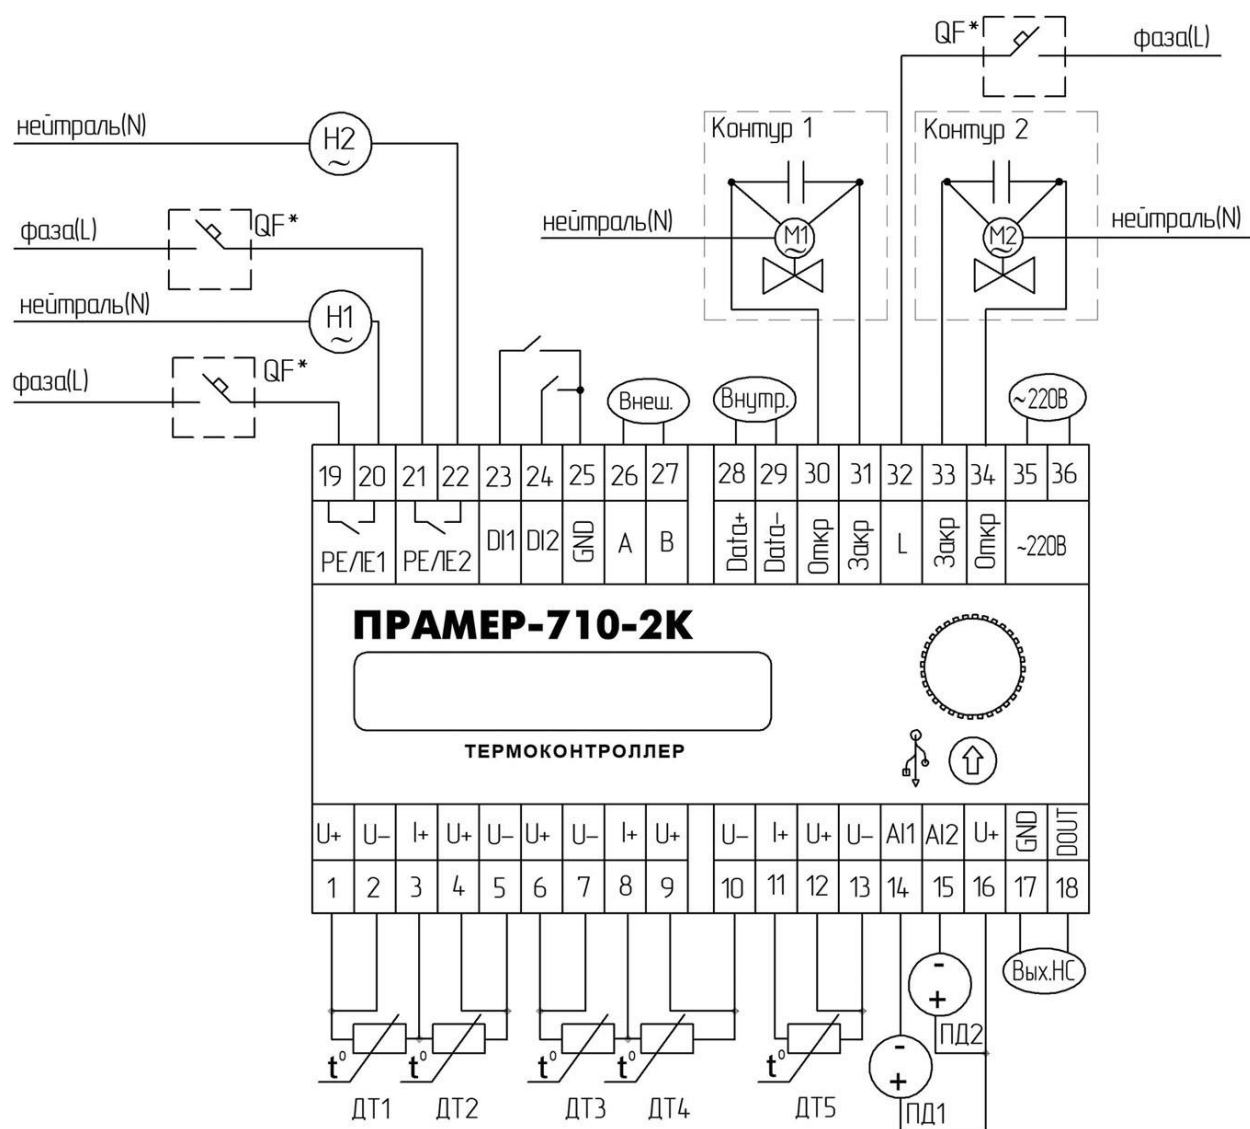 QF*
фаза(L)
нейтраль(N)
H2
~
Контур 1
Контур 2
фаза(L)
QF*
нейтраль(N)
M1
~
M2
~
нейтраль(N)
нейтраль(N)
H1
~
фаза(L)
QF*
Внеш.
Внутр.
~220В
19 20 21 22 23 24 25 26 27 28 29 30 31 32 33 34 35 36
РЕЛЕ1 РЕЛЕ2 DI1 DI2 GND A B Data+ Data- Откр Закр L Закр Откр ~220В
ПРАМЕР-710-2К
ТЕРМОКОНТРОЛЛЕР
U+ U- I+ U+ U- U+ U- I+ U+ U- I+ U+ U- AI1 AI2 U+ GND DOUT
1 2 3 4 5 6 7 8 9 10 11 12 13 14 15 16 17 18
-
+
Вых.НС
ПД2
-
+
t° t° t° t° t°
ДТ1 ДТ2 ДТ3 ДТ4 ДТ5 ПД1